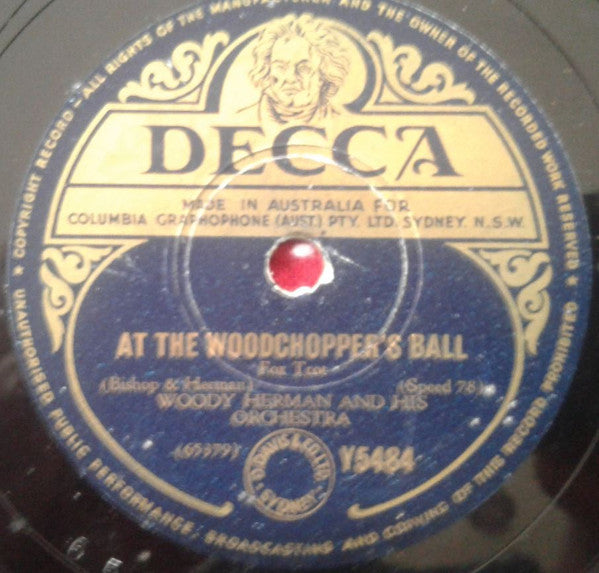 COPYRIGHT RECORD - ALL RIGHTS OF THE MANUFACTURER AND THE OWNER OF THE RECORDED WORK RESERVED
DECCA
MADE IN AUSTRALIA FOR
COLUMBIA GRAPHOPHONE (AUST.) PTY. LTD. SYDNEY. N.S.W.
AT THE WOODCHOPPER'S BALL
Fox Trot
(Bishop & Herman) (Speed 78)
WOODY HERMAN AND HIS
ORCHESTRA
Y5484
SYDNEY
UNAUTHORISED PUBLIC PERFORMANCE, BROADCASTING AND COPYING OF THIS RECORD PROHIBITED